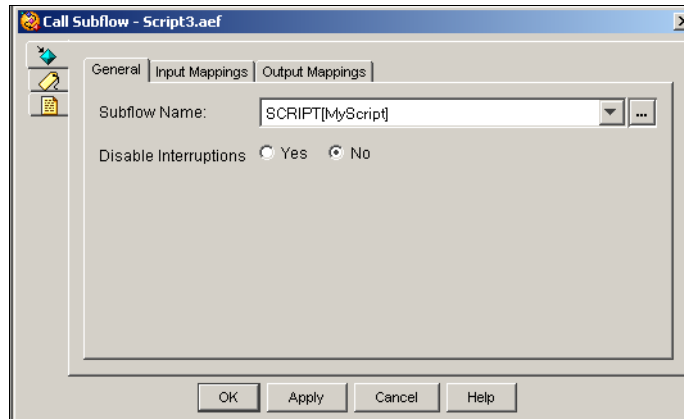 Call Subflow - Script3.aef
General Input Mappings Output Mappings
Subflow Name: SCRIPT[MyScript] ...
Disable Interruptions Yes No
OK Apply Cancel Help